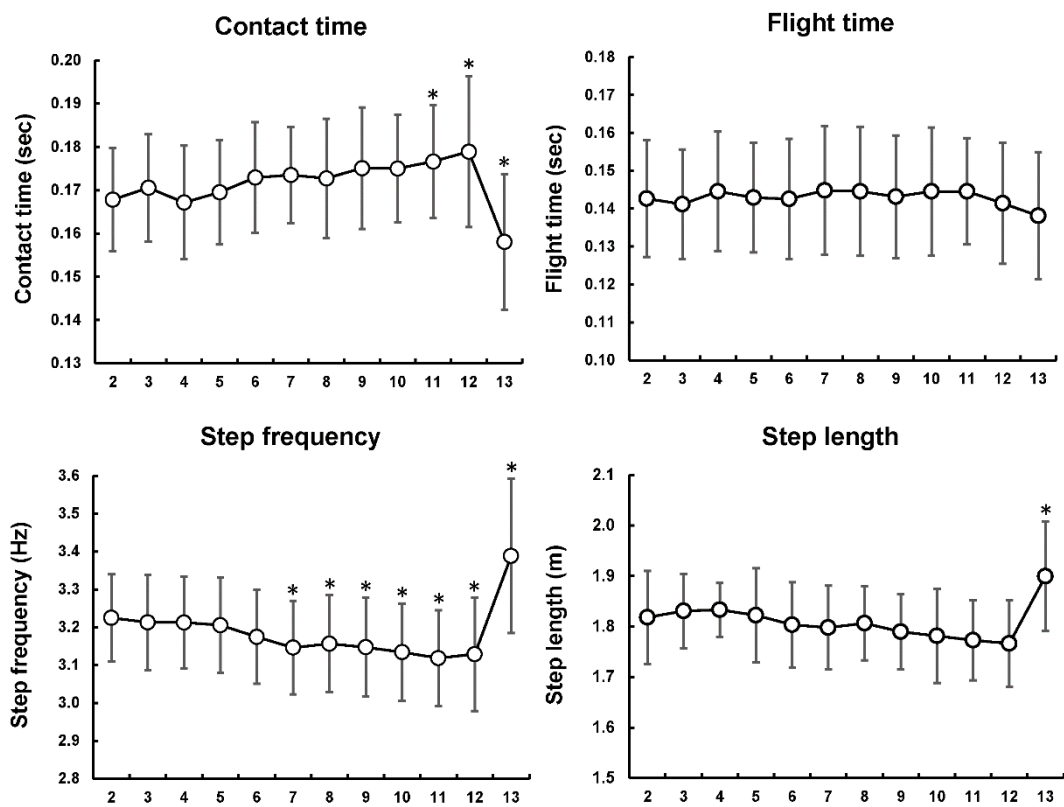 Contact time
Contact time (sec)
0.20
0.19
0.18
0.17
0.16
0.15
0.14
0.13
* * *
2 3 4 5 6 7 8 9 10 11 12 13
Flight time
Flight time (sec)
0.18
0.17
0.16
0.15
0.14
0.13
0.12
0.11
0.10
2 3 4 5 6 7 8 9 10 11 12 13
Step frequency
Step frequency (Hz)
3.6
3.5
3.4
3.3
3.2
3.1
3.0
2.9
2.8
* * * * * * *
2 3 4 5 6 7 8 9 10 11 12 13
Step length
Step length (m)
2.1
2.0
1.9
1.8
1.7
1.6
1.5
*
2 3 4 5 6 7 8 9 10 11 12 13